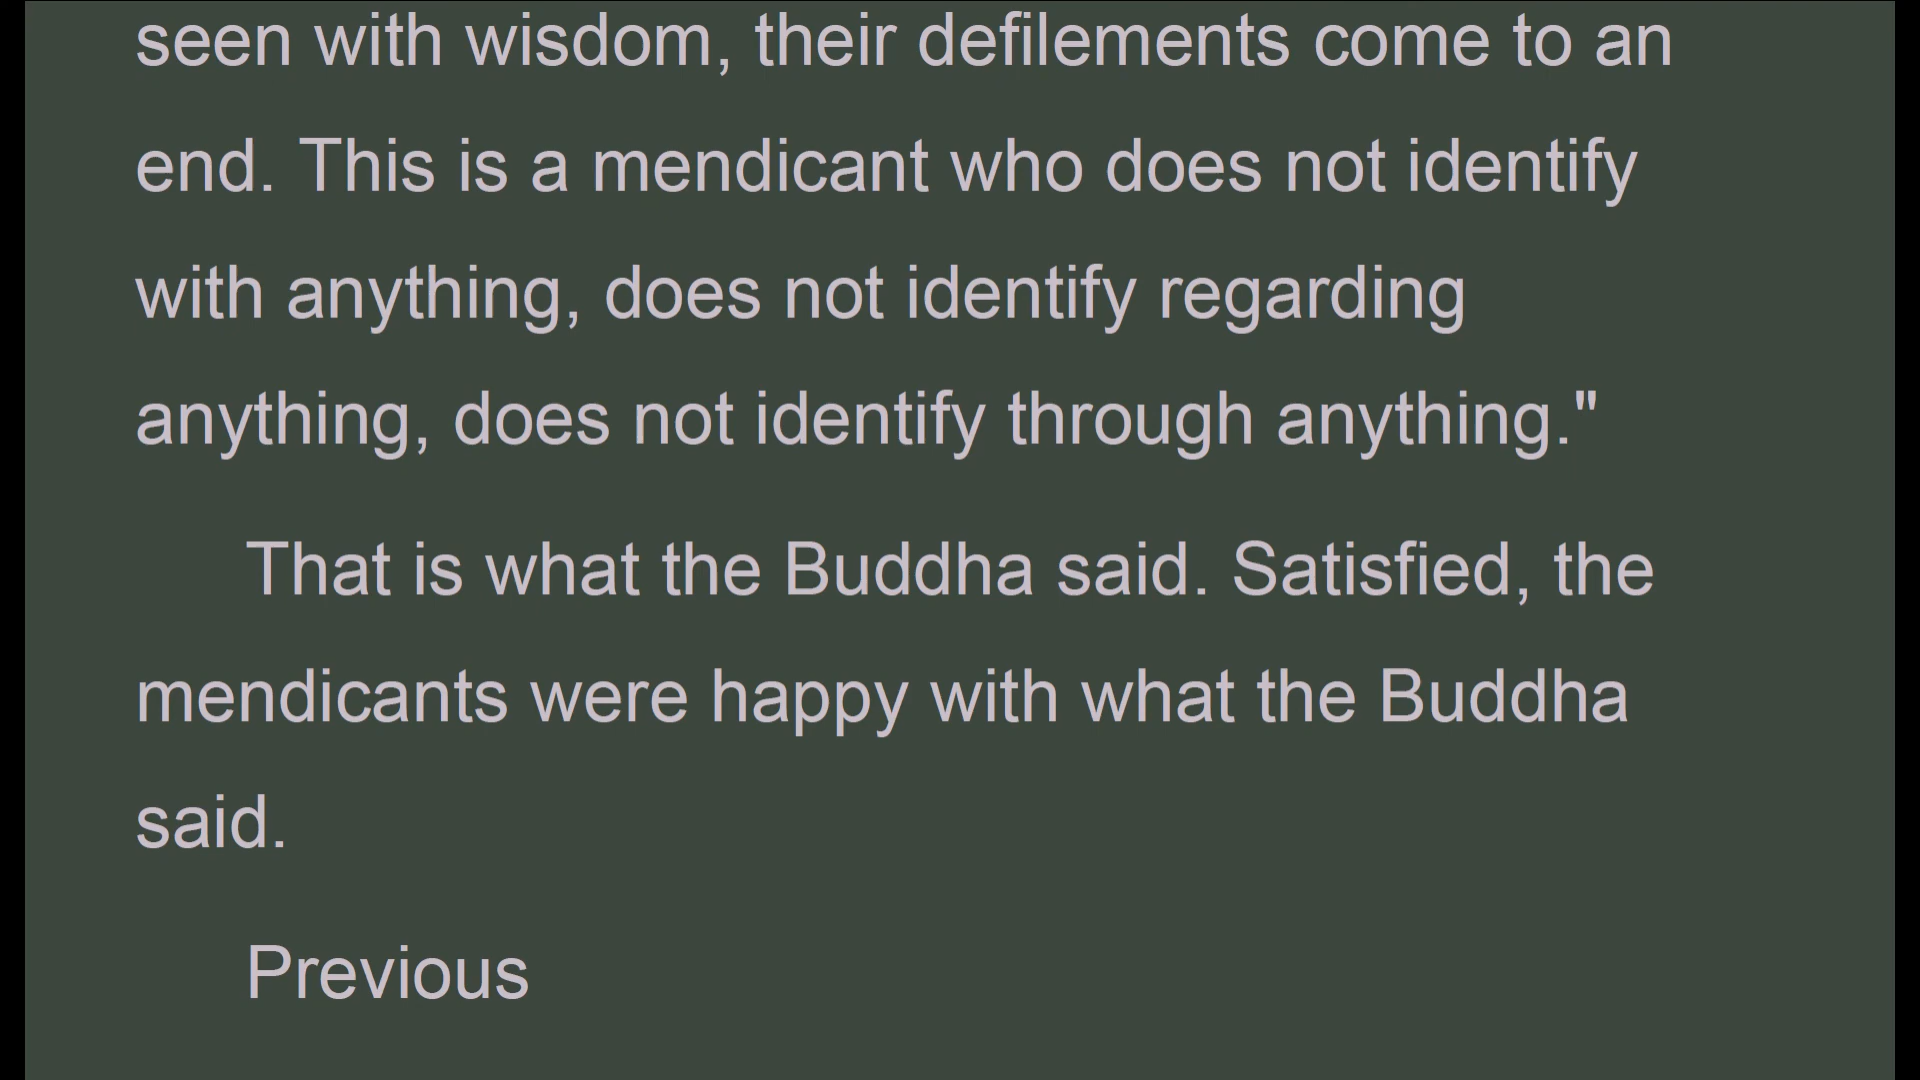 seen with wisdom, their defilements come to an
end. This is a mendicant who does not identify
with anything, does not identify regarding
anything, does not identify through anything."
That is what the Buddha said. Satisfied, the
mendicants were happy with what the Buddha
said.
Previous